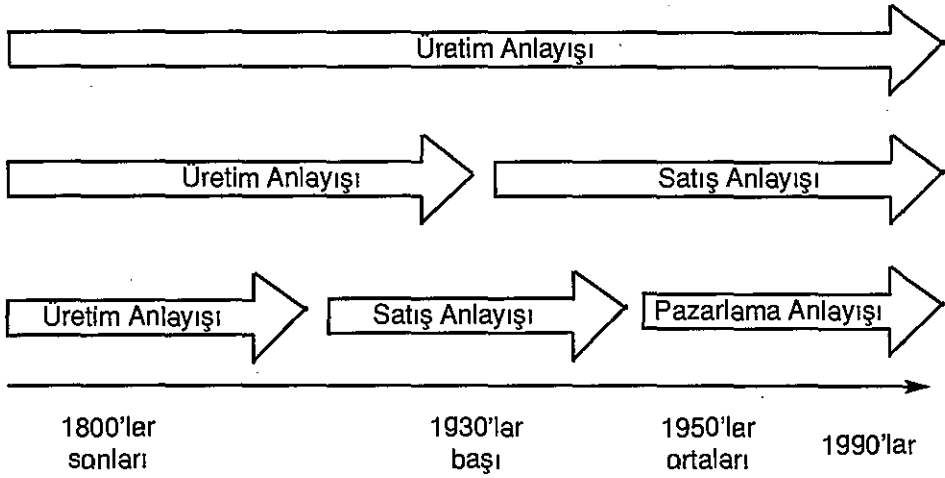 Üretim Anlayışı
Üretim Anlayışı Satış Anlayışı
Üretim Anlayışı Satış Anlayışı Pazarlama Anlayışı
1800'ler 1930'lar 1950'ler 1990'lar
sonları başı ortaları